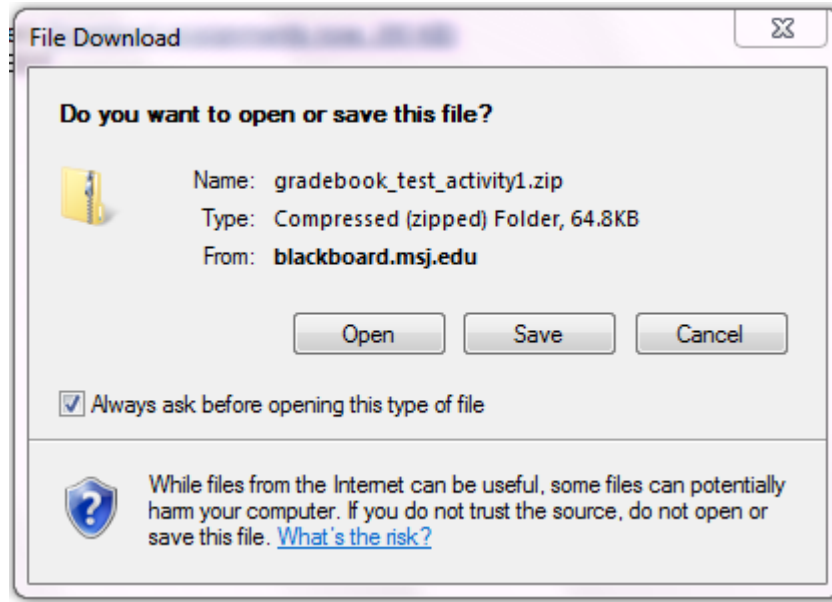 File Download
Do you want to open or save this file?
Name: gradebook_test_activity1.zip
Type: Compressed (zipped) Folder, 64.8KB
From: blackboard.msj.edu
Open Save Cancel
Always ask before opening this type of file
While files from the Internet can be useful, some files can potentially
harm your computer. If you do not trust the source, do not open or
save this file. What's the risk?